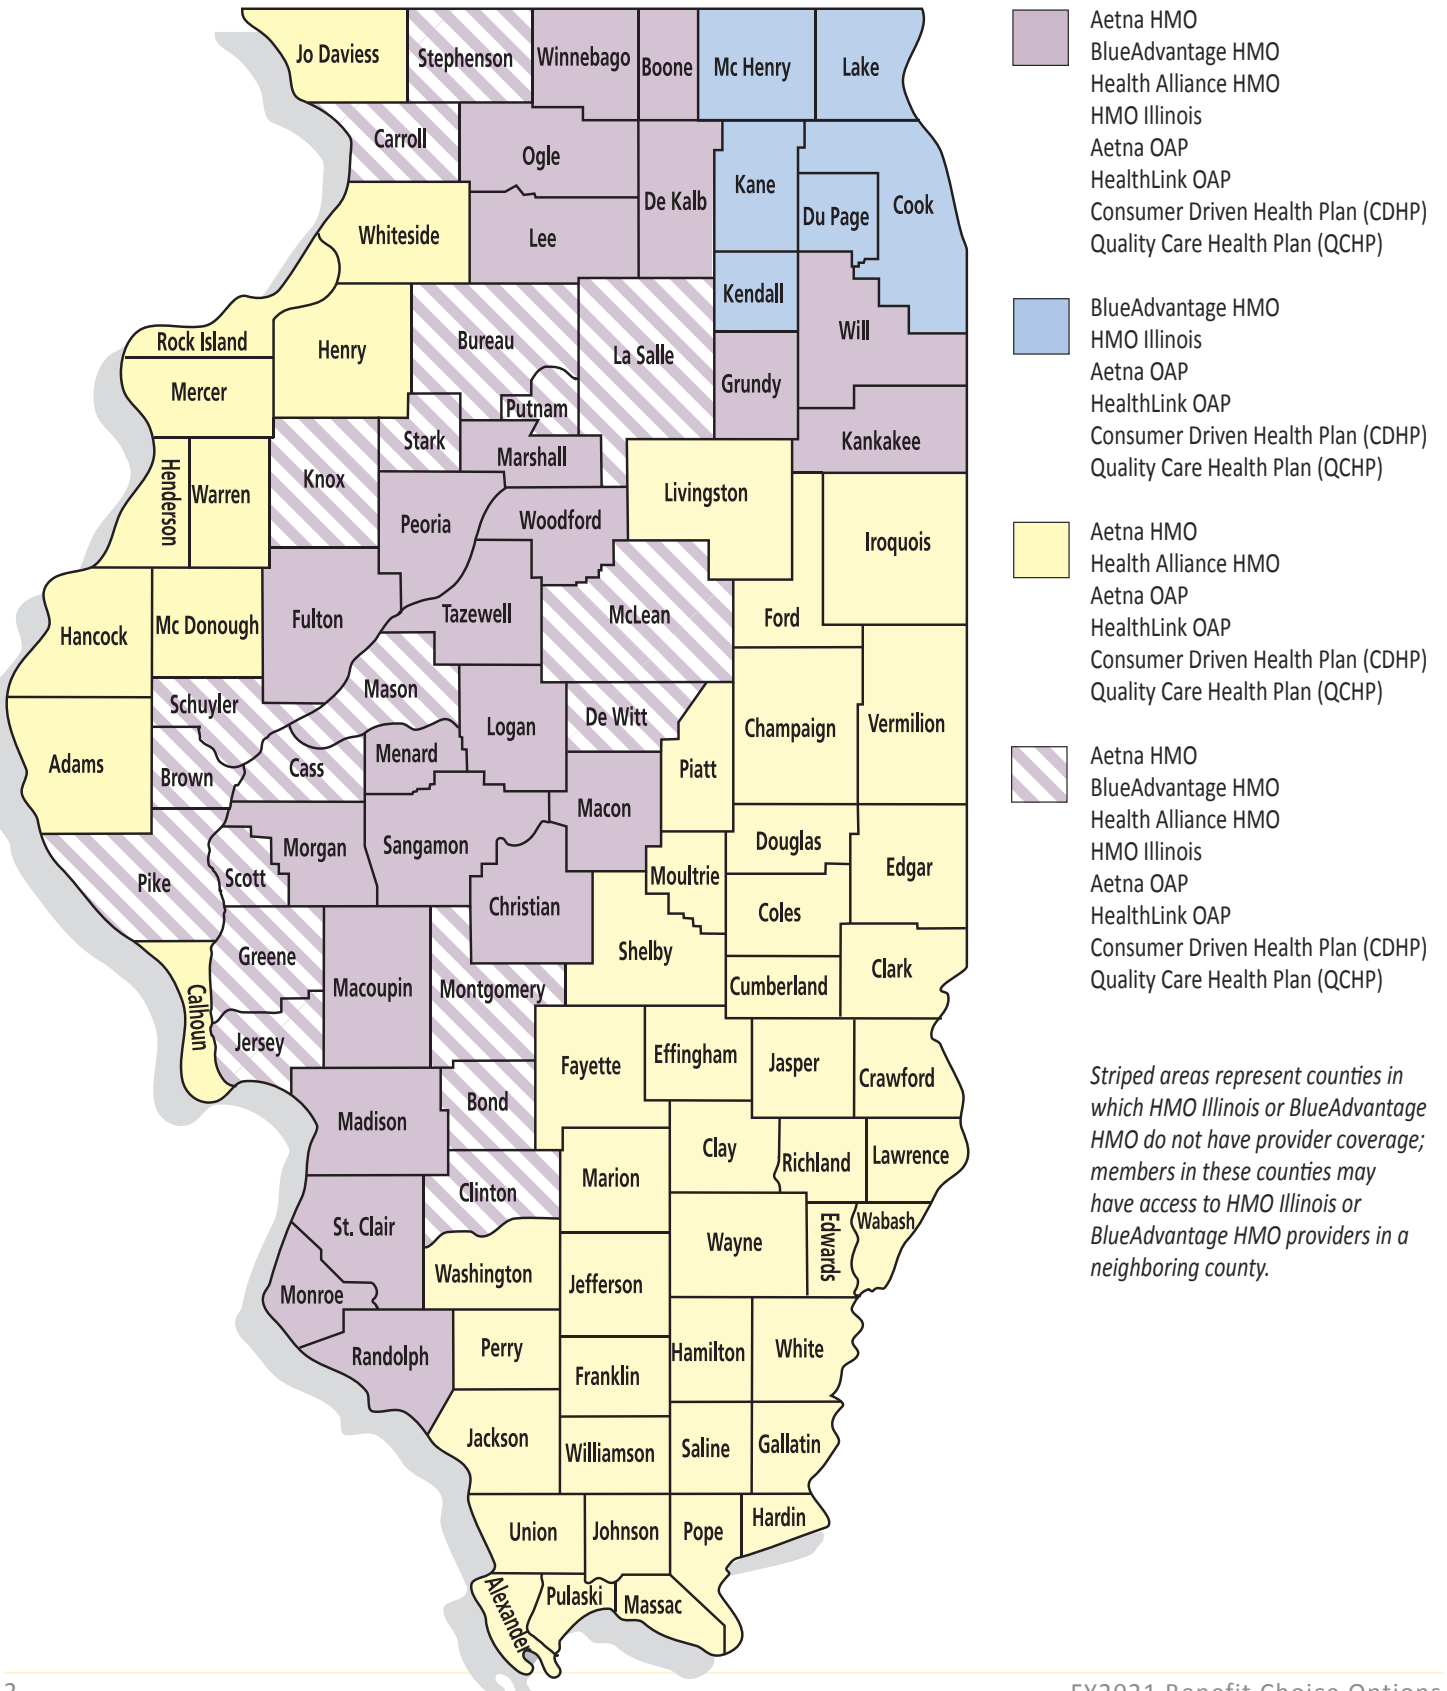 Jo Daviess
Stephenson
Winnebago
Boone
Mc Henry
Lake
Carroll
Ogle
De Kalb
Kane
Du Page
Cook
Whiteside
Lee
Kendall
Rock Island
Henry
Bureau
La Salle
Will
Mercer
Putnam
Grundy
Stark
Marshall
Kankakee
Henderson
Warren
Knox
Peoria
Woodford
Livingston
Iroquois
Hancock
Mc Donough
Fulton
Tazewell
McLean
Ford
Schuyler
Mason
Logan
De Witt
Champaign
Vermilion
Adams
Brown
Cass
Menard
Piatt
Macon
Pike
Scott
Morgan
Sangamon
Christian
Moultrie
Douglas
Edgar
Coles
Shelby
Greene
Macoupin
Montgomery
Cumberland
Clark
Calhoun
Jersey
Fayette
Effingham
Jasper
Crawford
Madison
Bond
Clay
Richland
Lawrence
Marion
Clinton
St. Clair
Wayne
Edwards
Wabash
Washington
Jefferson
Monroe
Randolph
Perry
Franklin
Hamilton
White
Jackson
Williamson
Saline
Gallatin
Union
Johnson
Pope
Hardin
Alexander
Pulaski
Massac
Aetna HMO
BlueAdvantage HMO
Health Alliance HMO
HMO Illinois
Aetna OAP
HealthLink OAP
Consumer Driven Health Plan (CDHP)
Quality Care Health Plan (QCHP)
BlueAdvantage HMO
HMO Illinois
Aetna OAP
HealthLink OAP
Consumer Driven Health Plan (CDHP)
Quality Care Health Plan (QCHP)
Aetna HMO
Health Alliance HMO
Aetna OAP
HealthLink OAP
Consumer Driven Health Plan (CDHP)
Quality Care Health Plan (QCHP)
Aetna HMO
BlueAdvantage HMO
Health Alliance HMO
HMO Illinois
Aetna OAP
HealthLink OAP
Consumer Driven Health Plan (CDHP)
Quality Care Health Plan (QCHP)
Striped areas represent counties in
which HMO Illinois or BlueAdvantage
HMO do not have provider coverage;
members in these counties may
have access to HMO Illinois or
BlueAdvantage HMO providers in a
neighboring county.
FY2021 Benefit Choice Options